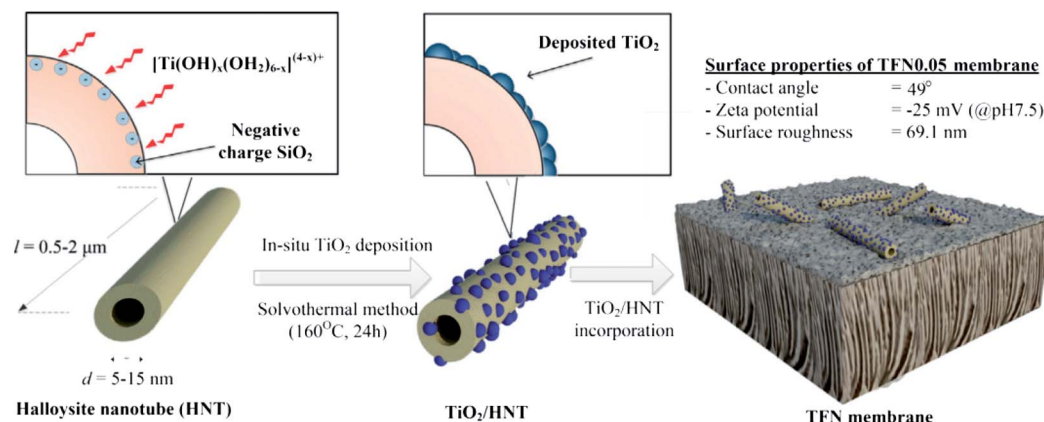 [Ti(OH)ₓ(OH₂)₆₋ₓ]⁽⁴⁻ˣ⁾⁺
Negative
charge SiO₂
Deposited TiO₂
Surface properties of TFN0.05 membrane
- Contact angle = 49°
- Zeta potential = -25 mV (@pH7.5)
- Surface roughness = 69.1 nm
l = 0.5-2 μm
In-situ TiO₂ deposition
Solvothermal method
(160°C, 24h)
TiO₂/HNT
incorporation
d = 5-15 nm
Halloysite nanotube (HNT)
TiO₂/HNT
TFN membrane